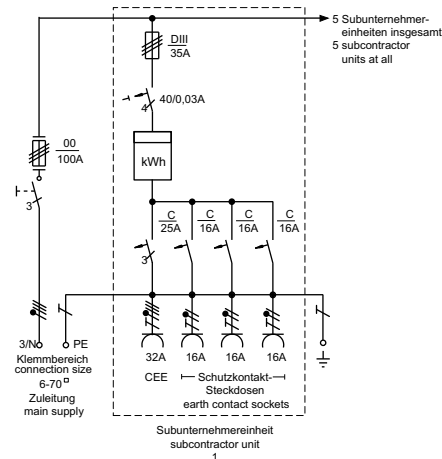 5 Subunternehmer-
einheiten insgesamt
5 subcontractor
units at all
DIII
35A
4 40/0,03A
00
100A
kWh
3
C
25A
C
16A
C
16A
C
16A
3
3/N PE
32A 16A 16A 16A
Klemmbereich
connection size
6-70▫
Zuleitung
main supply
CEE Schutzkontakt-
Steckdosen
earth contact sockets
Subunternehmereinheit
subcontractor unit
1